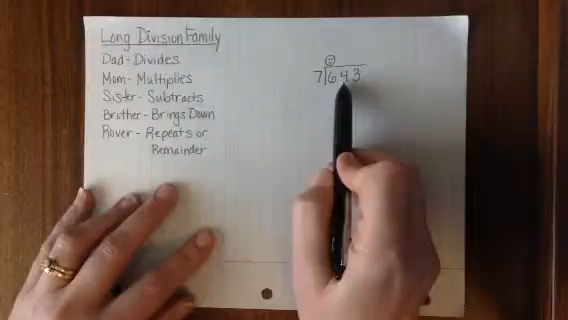 Long Division Family
Dad- Divides
Mom- Multiplies
Sister- Subtracts
Brother- Brings Down
Rover- Repeats or
Remainder
7 643